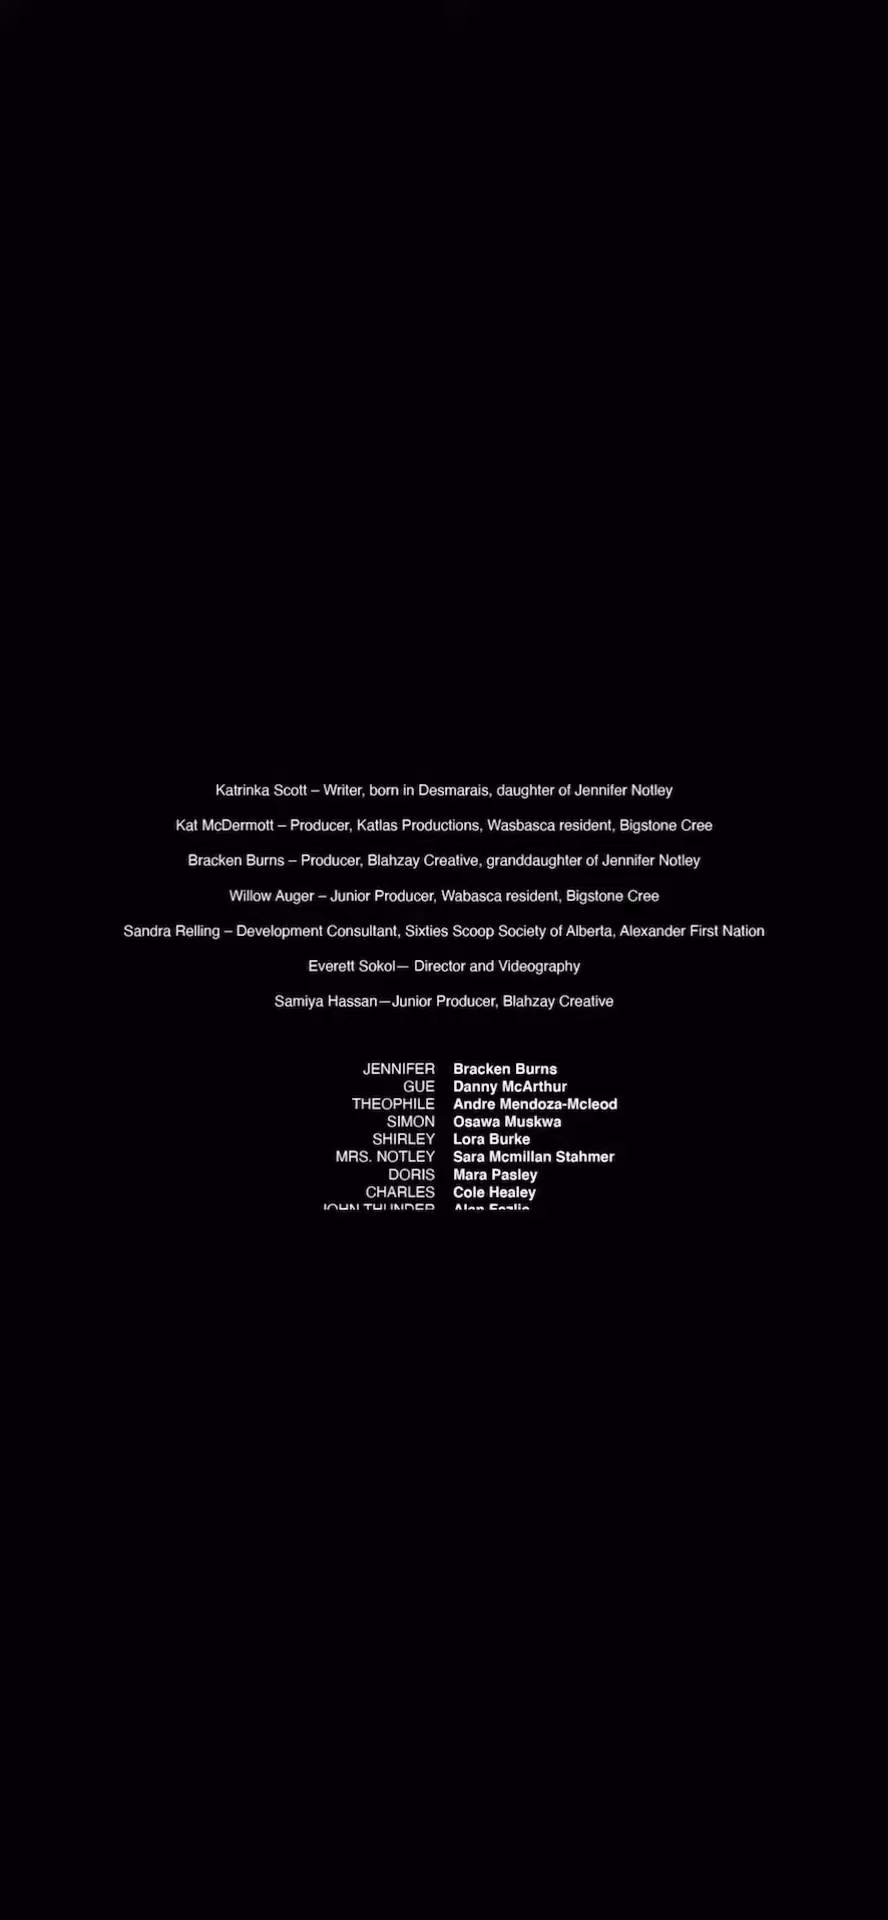 Katrinka Scott – Writer, born in Desmarais, daughter of Jennifer Notley
Kat McDermott – Producer, Katlas Productions, Wasbasca resident, Bigstone Cree
Bracken Burns – Producer, Blahzay Creative, granddaughter of Jennifer Notley
Willow Auger – Junior Producer, Wabasca resident, Bigstone Cree
Sandra Relling – Development Consultant, Sixties Scoop Society of Alberta, Alexander First Nation
Everett Sokol— Director and Videography
Samiya Hassan—Junior Producer, Blahzay Creative
JENNIFER Bracken Burns
GUE Danny McArthur
THEOPHILE Andre Mendoza-Mcleod
SIMON Osawa Muskwa
SHIRLEY Lora Burke
MRS. NOTLEY Sara Mcmillan Stahmer
DORIS Mara Pasley
CHARLES Cole Healey
JOHN THUNDER Alan